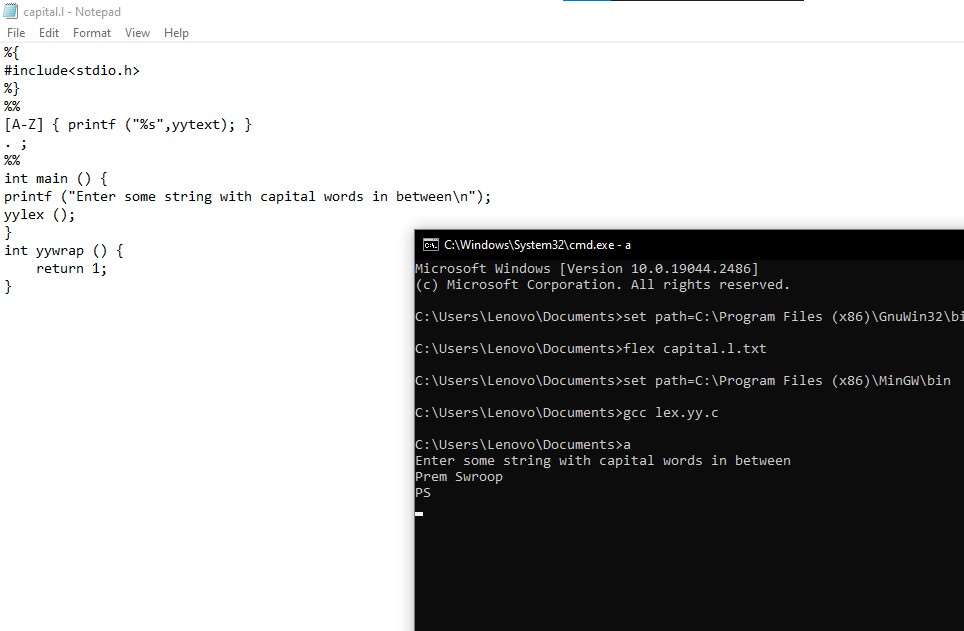 capital.l - Notepad
File Edit Format View Help
%{
#include<stdio.h>
%}
%%
[A-Z] { printf ("%s",yytext); }
. ;
%%
int main () {
printf ("Enter some string with capital words in between\n");
yylex ();
}
int yywrap () {
    return 1;
}
C:\Windows\System32\cmd.exe - a
Microsoft Windows [Version 10.0.19044.2486]
(c) Microsoft Corporation. All rights reserved.
C:\Users\Lenovo\Documents>set path=C:\Program Files (x86)\GnuWin32\bi
C:\Users\Lenovo\Documents>flex capital.l.txt
C:\Users\Lenovo\Documents>set path=C:\Program Files (x86)\MinGW\bin
C:\Users\Lenovo\Documents>gcc lex.yy.c
C:\Users\Lenovo\Documents>a
Enter some string with capital words in between
Prem Swroop
PS